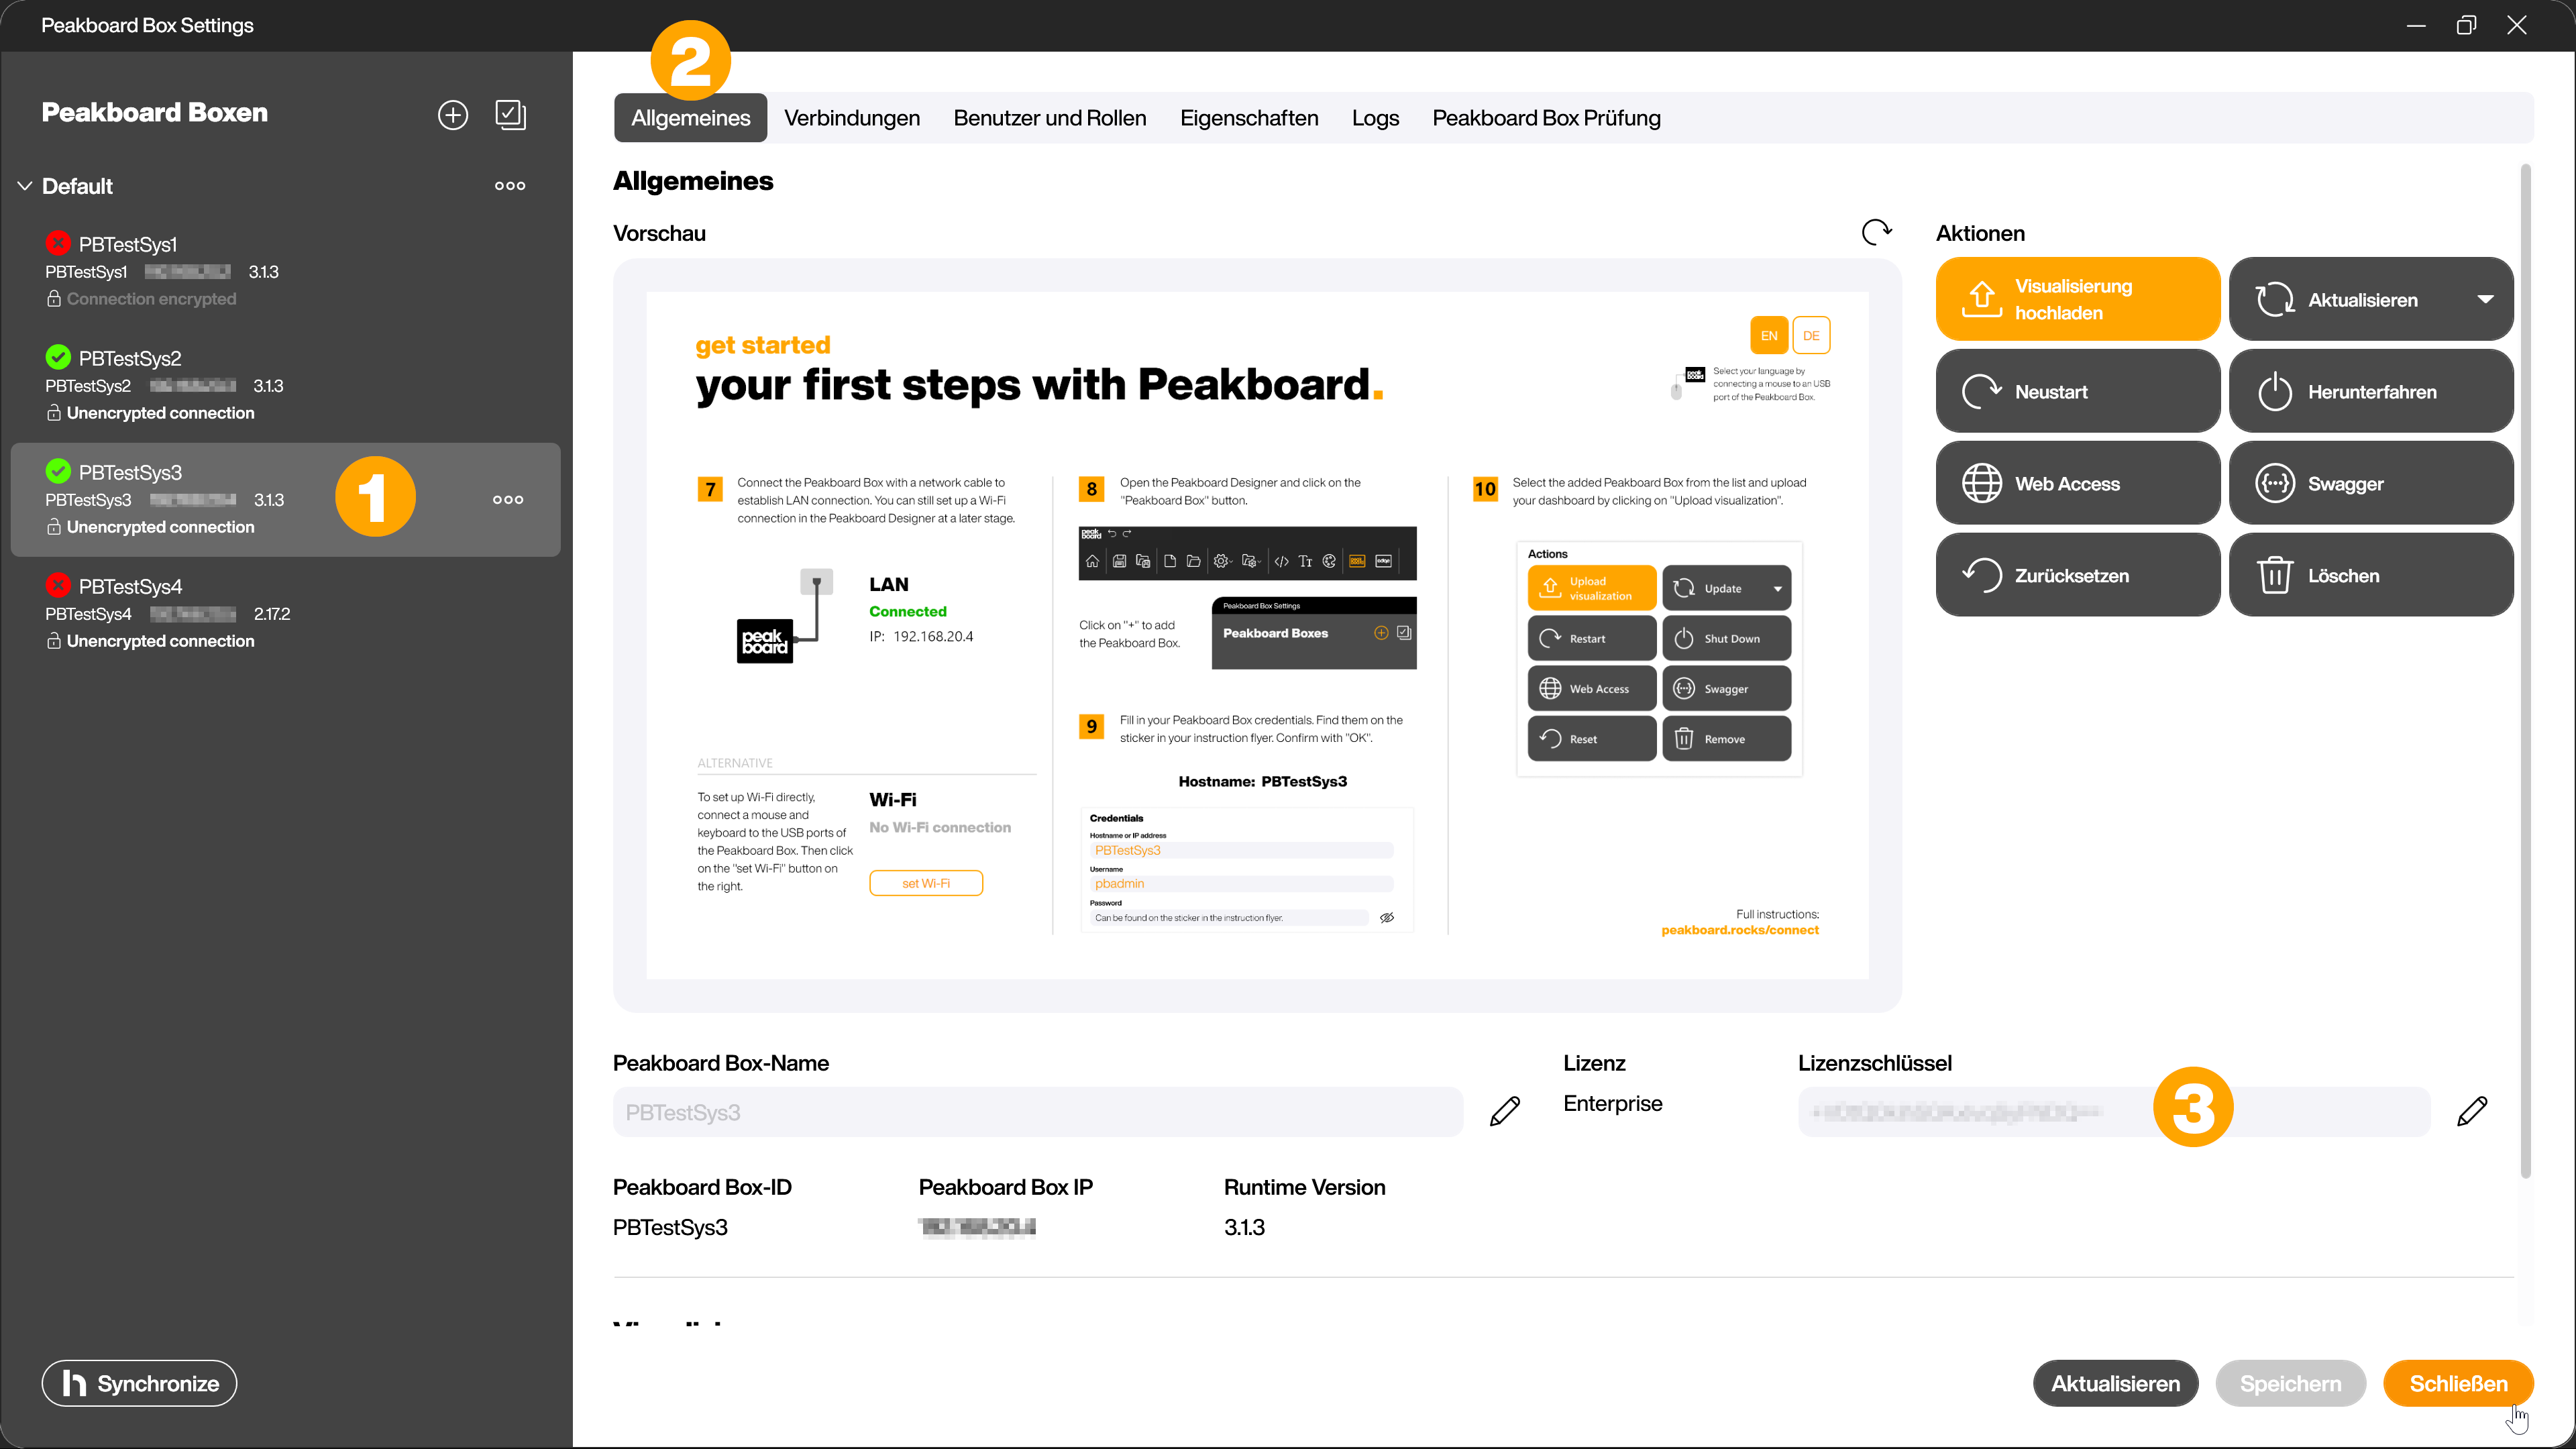 Peakboard Box Settings
2
Peakboard Boxen
Default
PBTestSys1
PBTestSys1 3.1.3
Connection encrypted
PBTestSys2
PBTestSys2 3.1.3
Unencrypted connection
PBTestSys3
PBTestSys3 3.1.3
Unencrypted connection
1
PBTestSys4
PBTestSys4 2.17.2
Unencrypted connection
Synchronize
Allgemeines Verbindungen Benutzer und Rollen Eigenschaften Logs Peakboard Box Prüfung
Allgemeines
Vorschau
get started
your first steps with Peakboard.
EN DE
peak
board
Select your language by
connecting a mouse to an USB
port of the Peakboard Box.
7
Connect the Peakboard Box with a network cable to
establish LAN connection. You can still set up a Wi-Fi
connection in the Peakboard Designer at a later stage.
peak
board
LAN
Connected
IP: 192.168.20.4
ALTERNATIVE
To set up Wi-Fi directly,
connect a mouse and
keyboard to the USB ports of
the Peakboard Box. Then click
on the "set Wi-Fi" button on
the right.
Wi-Fi
No Wi-Fi connection
set Wi-Fi
8
Open the Peakboard Designer and click on the
"Peakboard Box" button.
peak
board
Tт
Click on "+" to add
the Peakboard Box.
Peakboard Box Settings
Peakboard Boxes
9
Fill in your Peakboard Box credentials. Find them on the
sticker in your instruction flyer. Confirm with "OK".
Hostname: PBTestSys3
Credentials
Hostname or IP address
PBTestSys3
Username
pbadmin
Password
Can be found on the sticker in the instruction flyer.
10
Select the added Peakboard Box from the list and upload
your dashboard by clicking on "Upload visualization".
Actions
Upload
visualization
Update
Restart
Shut Down
Web Access
Swagger
Reset
Remove
Full instructions:
peakboard.rocks/connect
Aktionen
Visualisierung
hochladen
Aktualisieren
Neustart
Herunterfahren
Web Access
Swagger
Zurücksetzen
Löschen
Peakboard Box-Name
PBTestSys3
Lizenz
Enterprise
Lizenzschlüssel
3
Peakboard Box-ID
PBTestSys3
Peakboard Box IP
Runtime Version
3.1.3
Aktualisieren
Speichern
Schließen